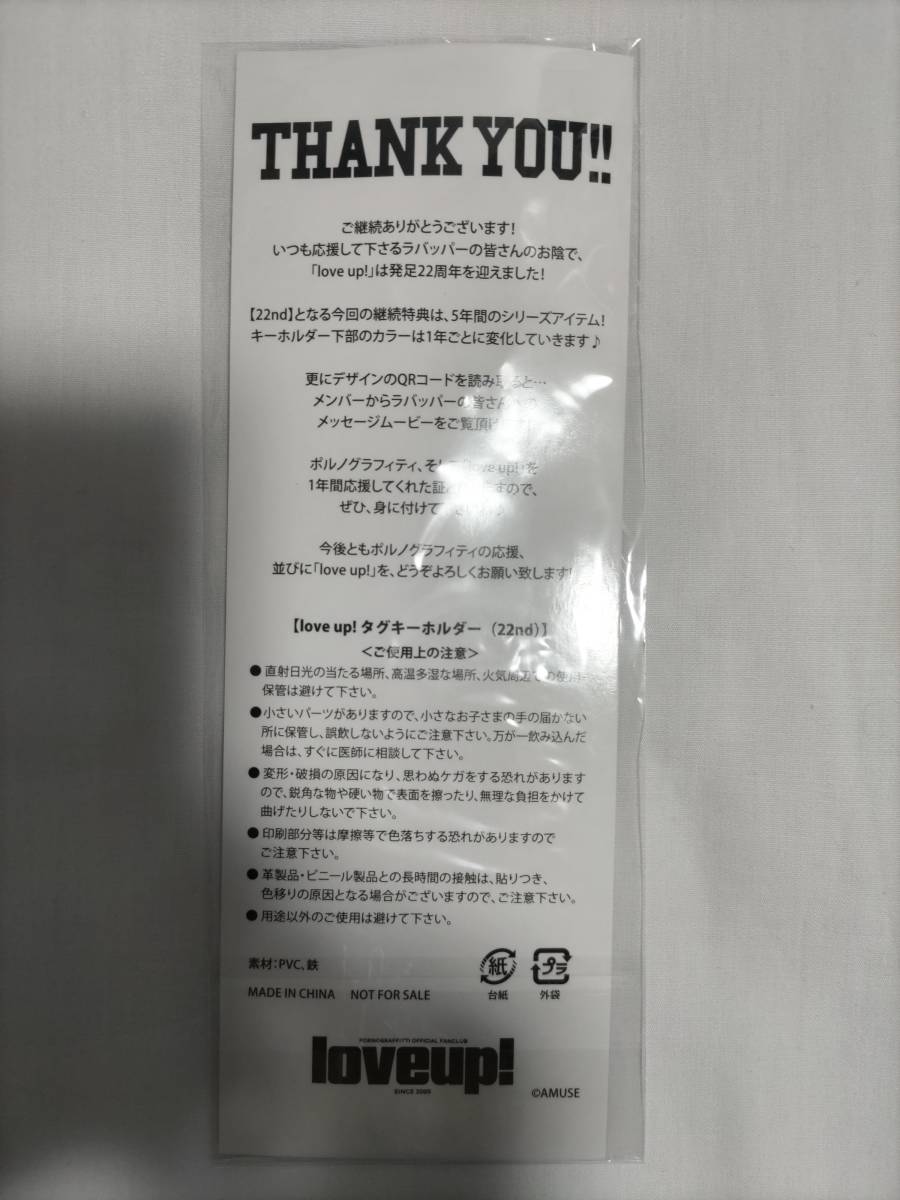 THANK YOU!!
ご継続ありがとうございます!
いつも応援して下さるラバッパーの皆さんのお陰で、
「love up!」は発足22周年を迎えました!
【22nd】となる今回の継続特典は、5年間のシリーズアイテム!
キーホルダー下部のカラーは1年ごとに変化していきます♪
更にデザインのQRコードを読み取ると…
メンバーからラバッパーの皆さんへの
メッセージムービーをご覧頂け
ポルノグラフィティ、そして「love up!」を
1年間応援してくれた証 ますので、
ぜひ、身に付けて
今後ともポルノグラフィティの応援、
並びに「love up!」を、どうぞよろしくお願い致します!
【love up! タグキーホルダー(22nd)】
<ご使用上の注意>
●直射日光の当たる場所、高温多湿な場所、火気周辺での使用・
保管は避けて下さい。
●小さいパーツがありますので、小さなお子さまの手の届かない
所に保管し、誤飲しないようにご注意下さい。万が一飲み込んだ
場合は、すぐに医師に相談して下さい。
●変形・破損の原因になり、思わぬケガをする恐れがあります
ので、鋭角な物や硬い物で表面を擦ったり、無理な負担をかけて
曲げたりしないで下さい。
●印刷部分等は摩擦等で色落ちする恐れがありますので
ご注意下さい。
●革製品・ビニール製品との長時間の接触は、貼りつき、
色移りの原因となる場合がございますので、ご注意下さい。
●用途以外のご使用は避けて下さい。
素材:PVC、鉄
紙 プラ
台紙 外袋
MADE IN CHINA NOT FOR SALE
PORNOGRAFFITTI OFFICIAL FANCLUB
loveup!
SINCE 2000
©AMUSE